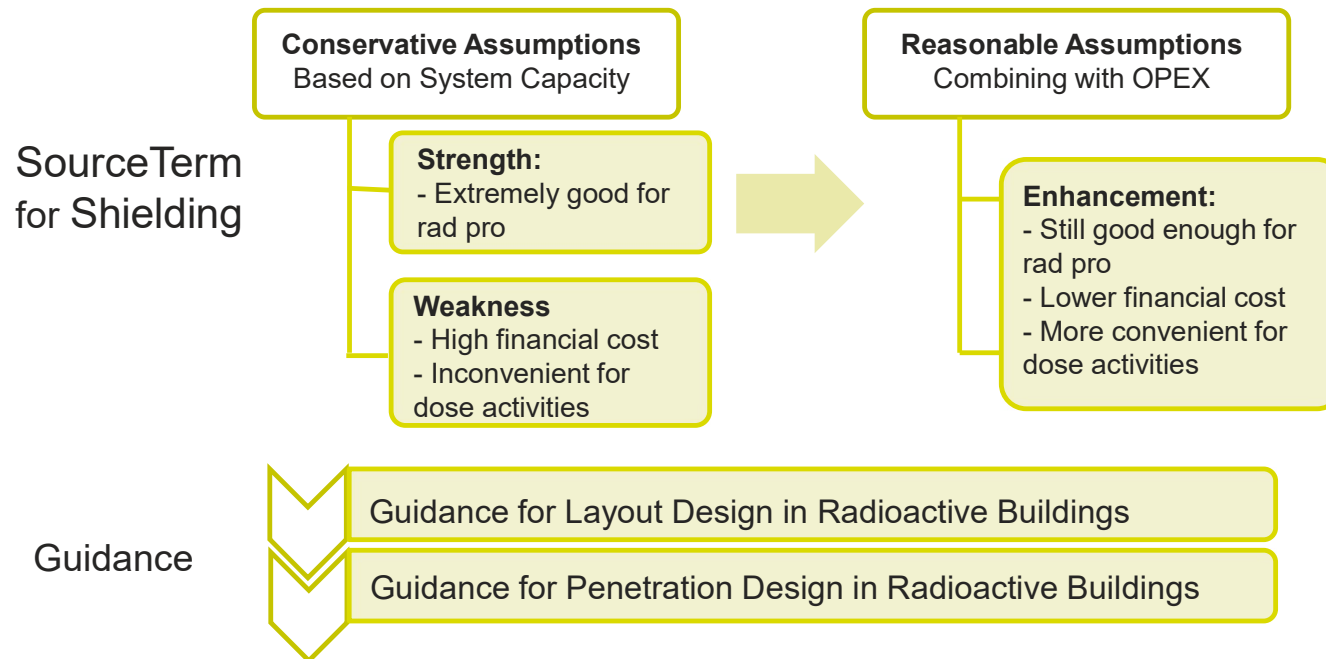 SourceTerm
for Shielding
Conservative Assumptions
Based on System Capacity
Strength:
- Extremely good for
rad pro
Weakness
- High financial cost
- Inconvenient for
dose activities
Reasonable Assumptions
Combining with OPEX
Enhancement:
- Still good enough for
rad pro
- Lower financial cost
- More convenient for
dose activities
Guidance
Guidance for Layout Design in Radioactive Buildings
Guidance for Penetration Design in Radioactive Buildings